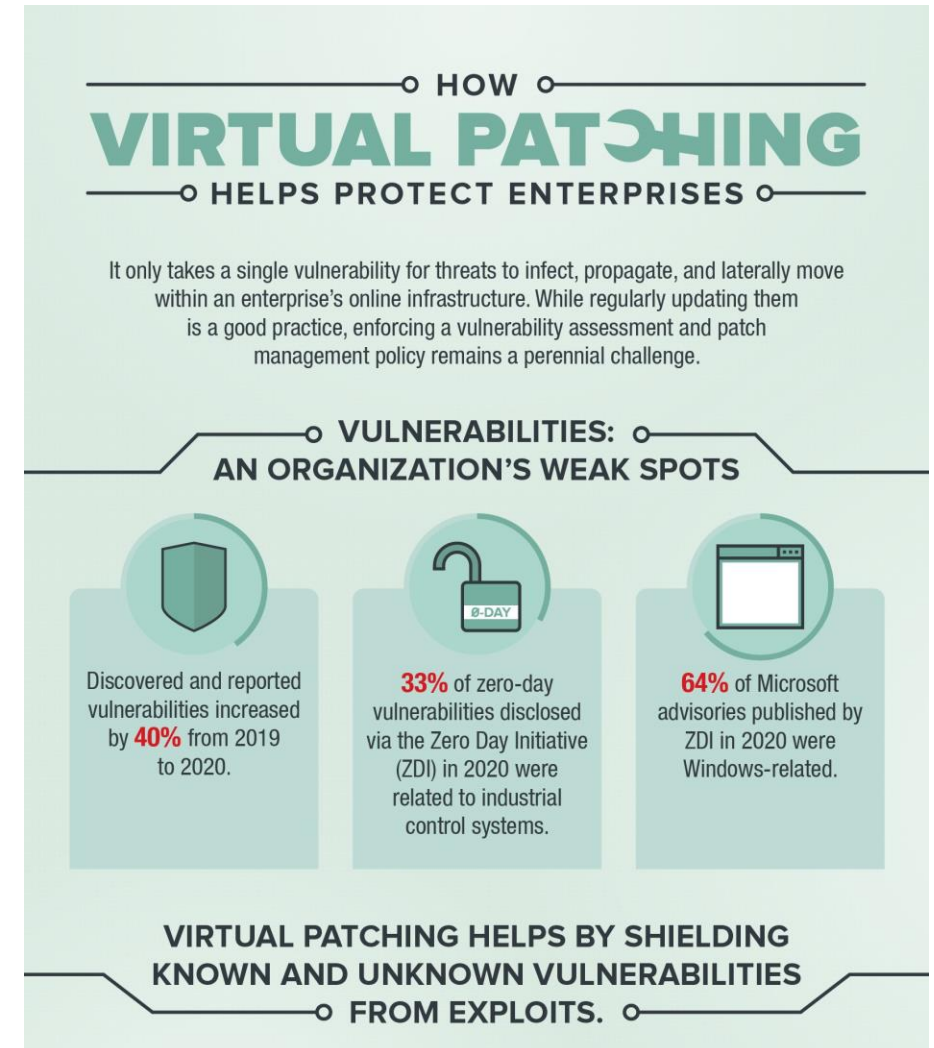 HOW
VIRTUAL PATCHING
HELPS PROTECT ENTERPRISES
It only takes a single vulnerability for threats to infect, propagate, and laterally move
within an enterprise's online infrastructure. While regularly updating them
is a good practice, enforcing a vulnerability assessment and patch
management policy remains a perennial challenge.
VULNERABILITIES:
AN ORGANIZATION'S WEAK SPOTS
Discovered and reported
vulnerabilities increased
by 40% from 2019
to 2020.
Ø-DAY
33% of zero-day
vulnerabilities disclosed
via the Zero Day Initiative
(ZDI) in 2020 were
related to industrial
control systems.
64% of Microsoft
advisories published by
ZDI in 2020 were
Windows-related.
VIRTUAL PATCHING HELPS BY SHIELDING
KNOWN AND UNKNOWN VULNERABILITIES
FROM EXPLOITS.